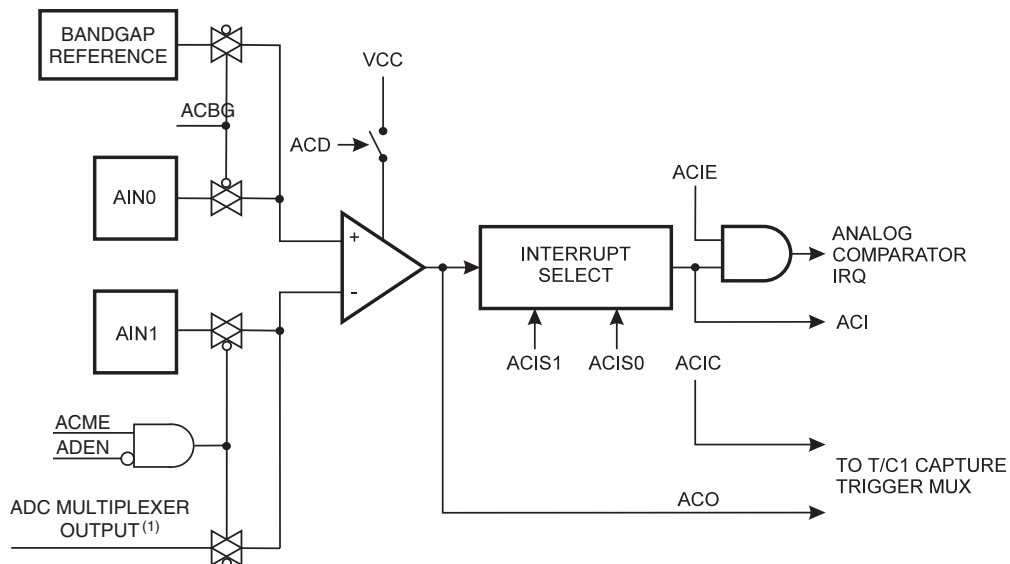 BANDGAP
REFERENCE
VCC
ACBG
ACD
AIN0
ACIE
+
INTERRUPT
SELECT
ANALOG
COMPARATOR
IRQ
-
AIN1
ACI
ACIS1
ACIS0
ACIC
ACME
ADEN
TO T/C1 CAPTURE
TRIGGER MUX
ACO
ADC MULTIPLEXER
OUTPUT (1)